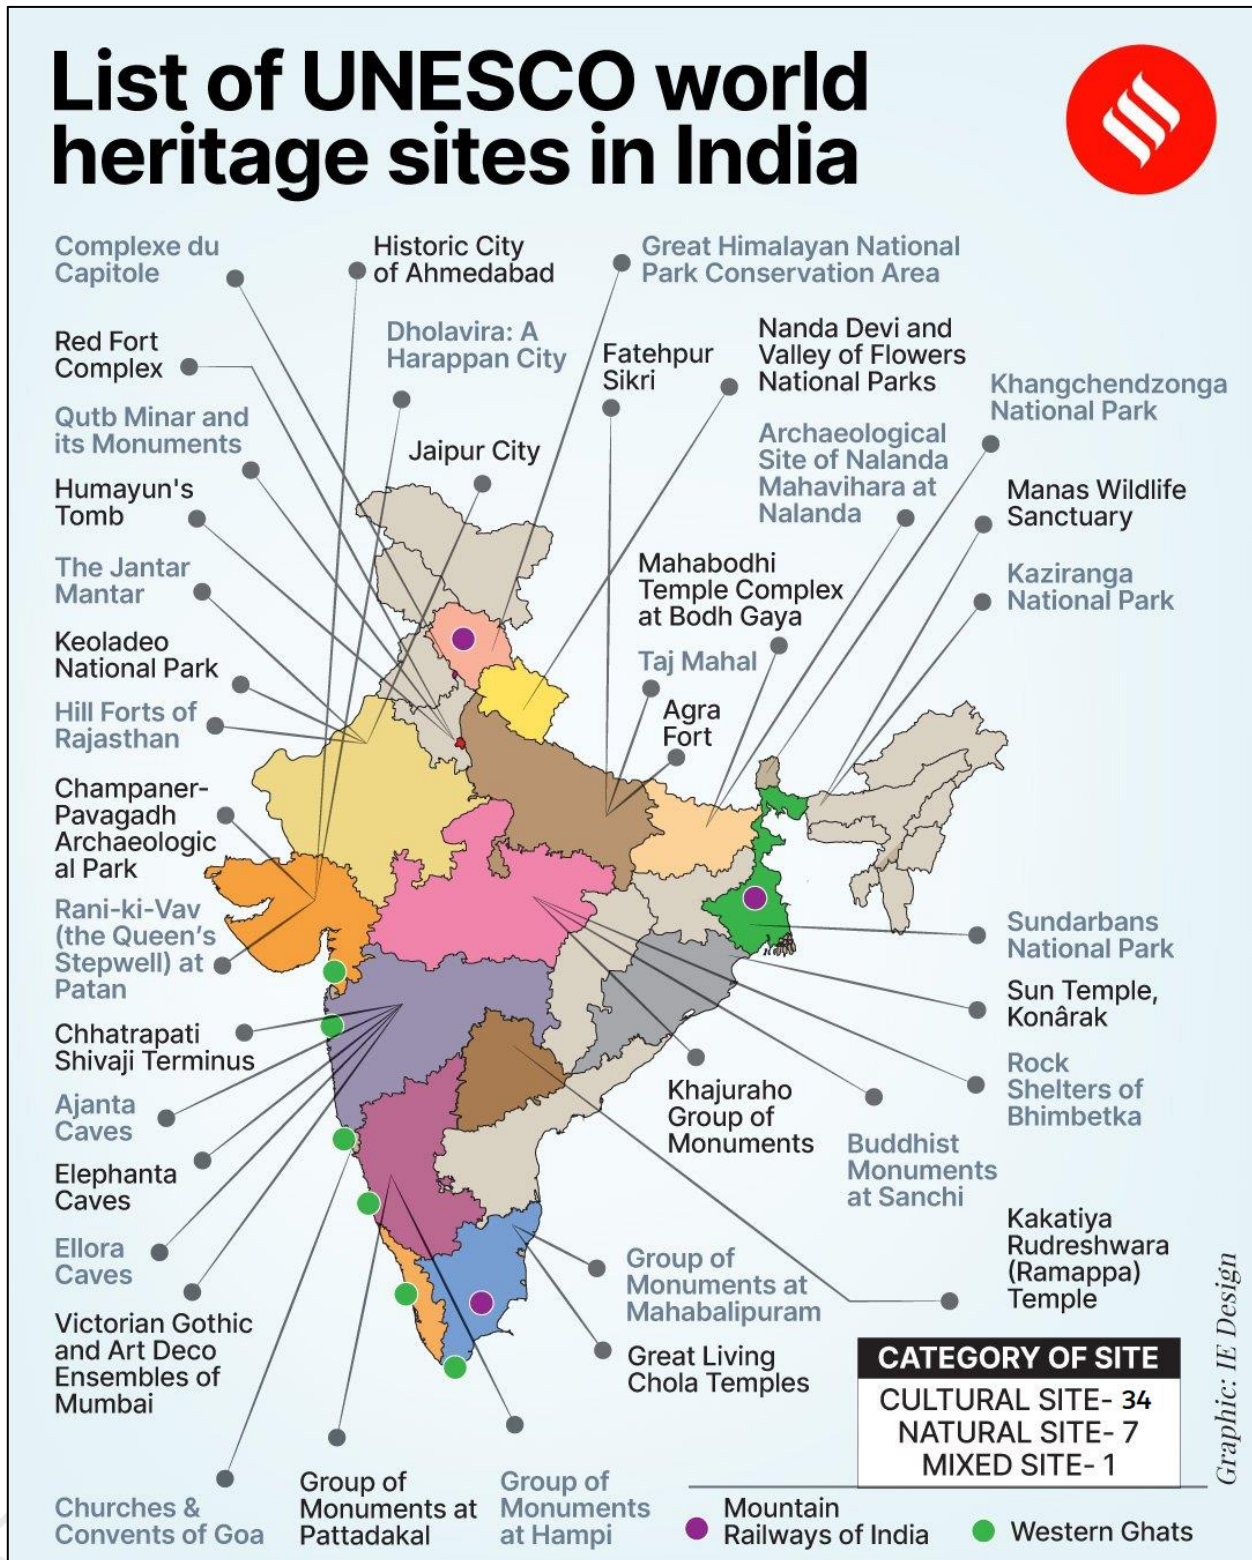 List of UNESCO world
heritage sites in India
Complexe du
Capitole
Historic City
of Ahmedabad
Great Himalayan National
Park Conservation Area
Red Fort
Complex
Dholavira: A
Harappan City
Fatehpur
Sikri
Nanda Devi and
Valley of Flowers
National Parks
Khangchendzonga
National Park
Qutb Minar and
its Monuments
Jaipur City
Archaeological
Site of Nalanda
Mahavihara at
Nalanda
Humayun's
Tomb
Manas Wildlife
Sanctuary
The Jantar
Mantar
Mahabodhi
Temple Complex
at Bodh Gaya
Kaziranga
National Park
Keoladeo
National Park
Taj Mahal
Hill Forts of
Rajasthan
Agra
Fort
Champaner-
Pavagadh
Archaeologic
al Park
Rani-ki-Vav
(the Queen's
Stepwell) at
Patan
Sundarbans
National Park
Chhatrapati
Shivaji Terminus
Sun Temple,
Konârak
Ajanta
Caves
Khajuraho
Group of
Monuments
Rock
Shelters of
Bhimbetka
Elephanta
Caves
Buddhist
Monuments
at Sanchi
Ellora
Caves
Group of
Monuments at
Mahabalipuram
Kakatiya
Rudreshwara
(Ramappa)
Temple
Victorian Gothic
and Art Deco
Ensembles of
Mumbai
Great Living
Chola Temples
CATEGORY OF SITE
CULTURAL SITE- 34
NATURAL SITE- 7
MIXED SITE- 1
Graphic: IE Design
Churches &
Convents of Goa
Group of
Monuments at
Pattadakal
Group of
Monuments
at Hampi
Mountain
Railways of India
Western Ghats